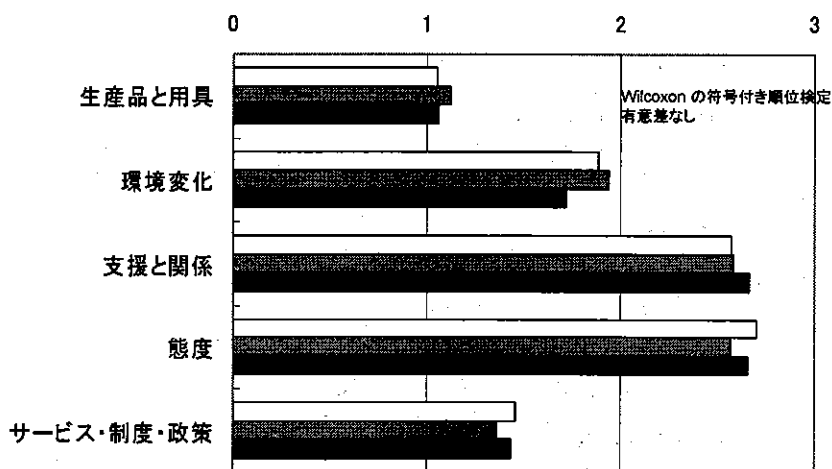 0 1 2 3
生産品と用具
Wilcoxon の符号付き順位検定
有意差なし
環境変化
支援と関係
態度
サービス・制度・政策